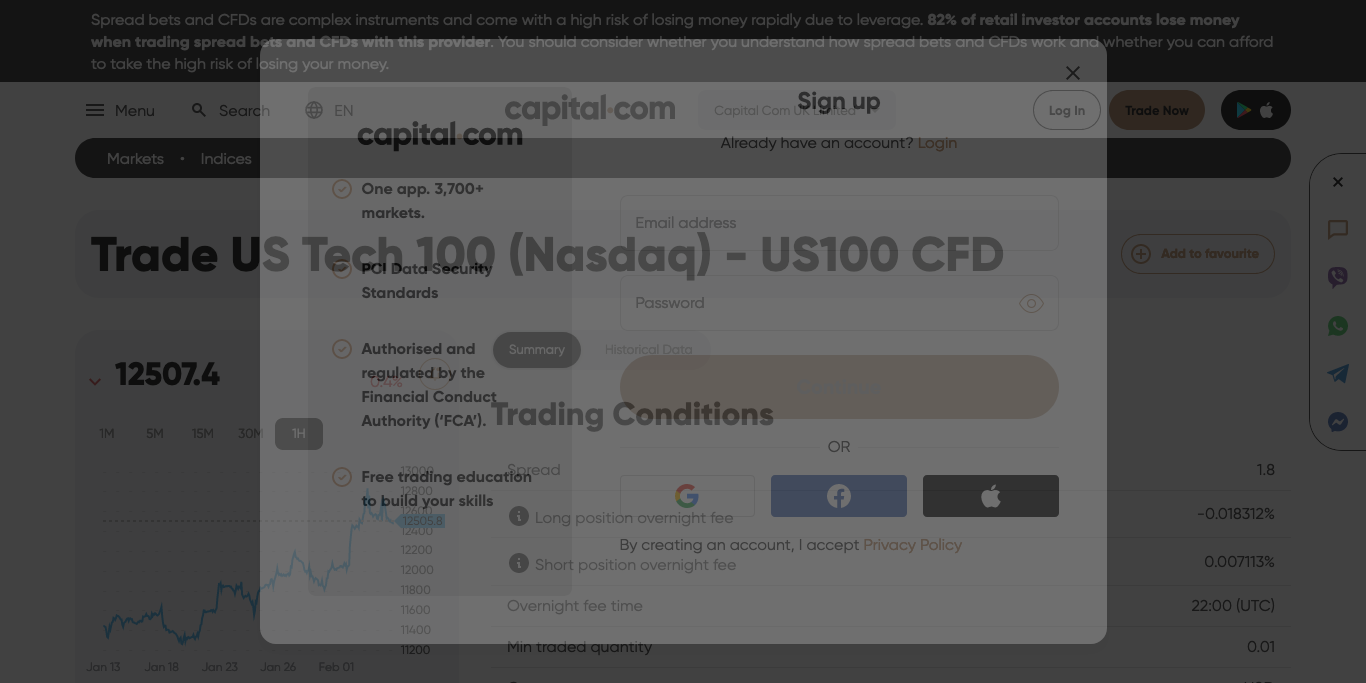 Spread bets and CFDs are complex instruments and come with a high risk of losing money rapidly due to leverage. 82% of retail investor accounts lose money
when trading spread bets and CFDs with this provider. You should consider whether you understand how spread bets and CFDs work and whether you can afford
to take the high risk of losing your money.
Menu
Search
EN
capital.com
Capital Com UK Limited
Log In
Trade Now
Markets • Indices
Trade US Tech 100 (Nasdaq) - US100 CFD
Add to favourite
12507.4
0.4%
1M 5M 15M 30M 1H
13000
12800
12600
12505.8
12400
12200
12000
11800
11600
11400
11200
Jan 13 Jan 18 Jan 23 Jan 26 Feb 01
Summary
Historical Data
Trading Conditions
Spread 1.8
Long position overnight fee -0.018312%
Short position overnight fee 0.007113%
Overnight fee time 22:00 (UTC)
Min traded quantity 0.01
capital.com
One app. 3,700+
markets.
PCI Data Security
Standards
Authorised and
regulated by the
Financial Conduct
Authority (‘FCA’).
Free trading education
to build your skills
Sign up
Already have an account? Login
Email address
Password
OR
By creating an account, I accept Privacy Policy